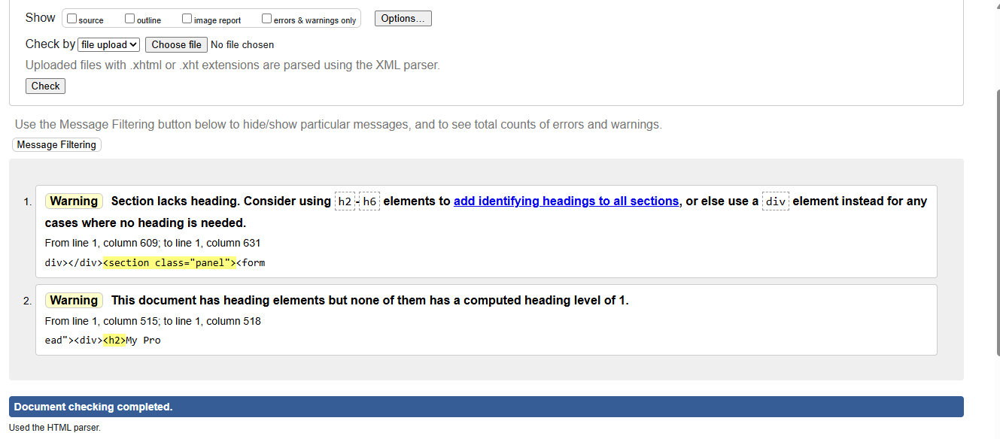 Show source outline image report errors & warnings only Options...
Check by file upload Choose file No file chosen
Uploaded files with .xhtml or .xht extensions are parsed using the XML parser.
Check
Use the Message Filtering button below to hide/show particular messages, and to see total counts of errors and warnings.
Message Filtering
1. Warning Section lacks heading. Consider using h2-h6 elements to add identifying headings to all sections, or else use a div element instead for any
cases where no heading is needed.
From line 1, column 609; to line 1, column 631
div></div><section class="panel"><form
2. Warning This document has heading elements but none of them has a computed heading level of 1.
From line 1, column 515; to line 1, column 518
ead"><div><h2>My Pro
Document checking completed.
Used the HTML parser.